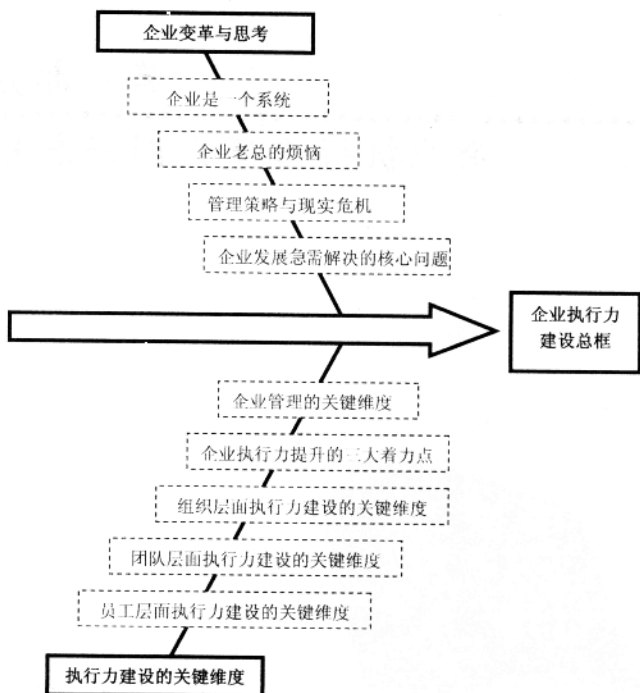 企业变革与思考
企业是一个系统
企业老总的烦恼
管理策略与现实危机
企业发展急需解决的核心问题
企业执行力
建设总框
企业管理的关键维度
企业执行力提升的三大着力点
组织层面执行力建设的关键维度
团队层面执行力建设的关键维度
员工层面执行力建设的关键维度
执行力建设的关键维度